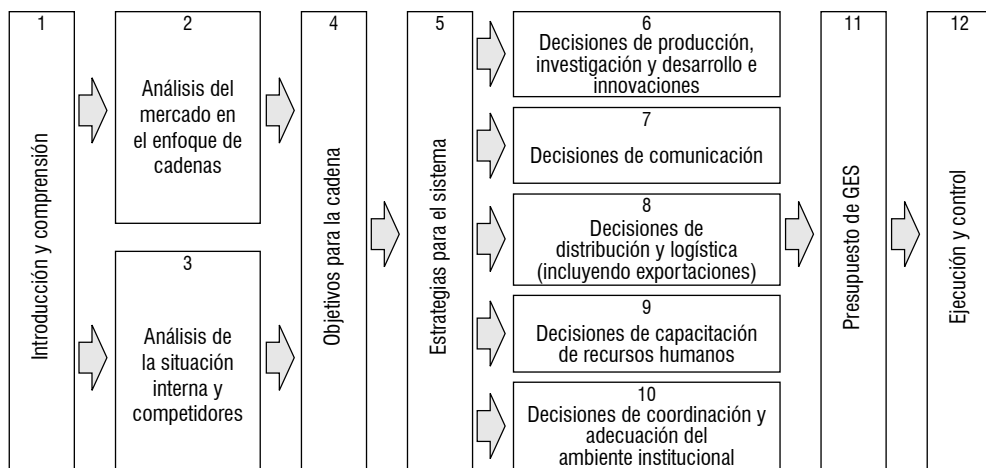 1
Introducción y comprensión
2
Análisis del
mercado en
el enfoque de
cadenas
3
Análisis de
la situación
interna y
competidores
4
Objetivos para la cadena
5
Estrategias para el sistema
6
Decisiones de producción,
investigación y desarrollo e
innovaciones
7
Decisiones de comunicación
8
Decisiones de
distribución y logística
(incluyendo exportaciones)
9
Decisiones de capacitación
de recursos humanos
10
Decisiones de coordinación y
adecuación del
ambiente institucional
11
Presupuesto de GES
12
Ejecución y control